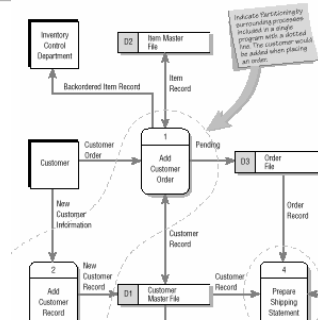 Inventory
Control
Department
D2
Item Master
File
Indicate partitioning by
surrounding processes
included in a single
program with a dotted
line. The customer would
be added when placing
an order.
Item
Record
Backordered Item Record
1
Add
Customer
Order
Customer
Order
Pending
Customer
D3
Order
File
New
Customer
Information
Order
Record
Customer
Record
2
Add
Customer
Record
New
Customer
Record
D1
Customer
Master File
Customer
Record
4
Prepare
Shipping
Statement